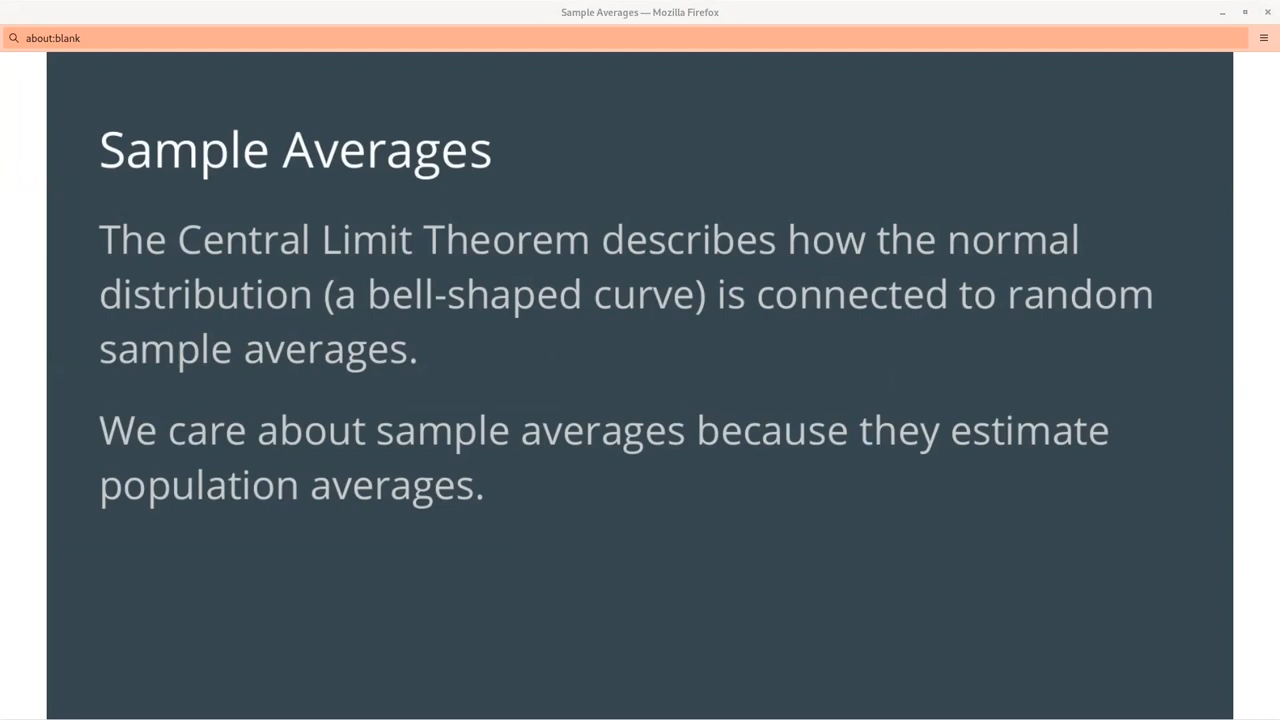 Sample Averages — Mozilla Firefox
about:blank
Sample Averages
The Central Limit Theorem describes how the normal
distribution (a bell-shaped curve) is connected to random
sample averages.
We care about sample averages because they estimate
population averages.